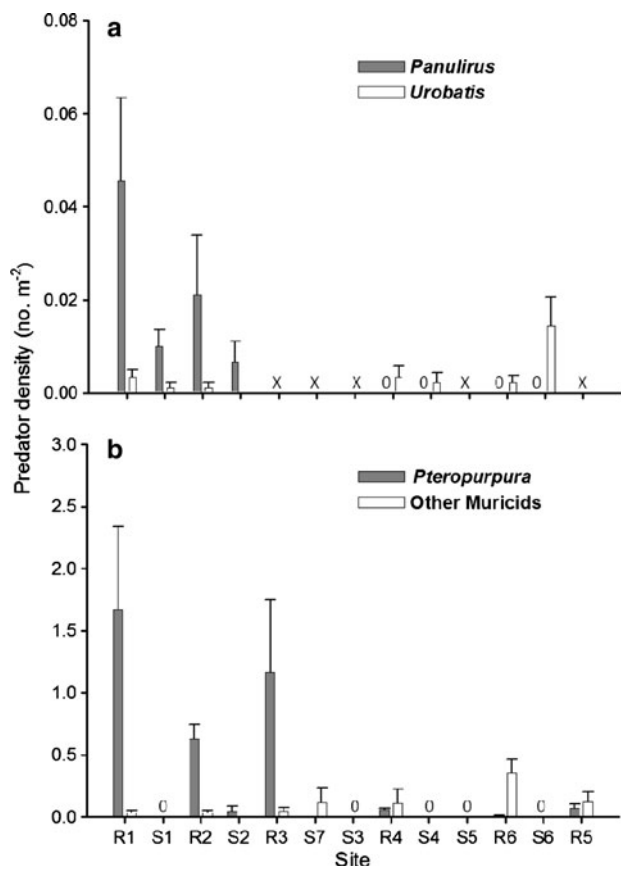 a
Panulirus
Urobatis
0.08
0.06
0.04
0.02
0.00
X X X 0 0 X 0 0 X
Predator density (no. m-2)
b
Pteropurpura
Other Muricids
3.0
2.5
2.0
1.5
1.0
0.5
0.0
0 0 0 0 0
R1 S1 R2 S2 R3 S7 S3 R4 S4 S5 R6 S6 R5
Site